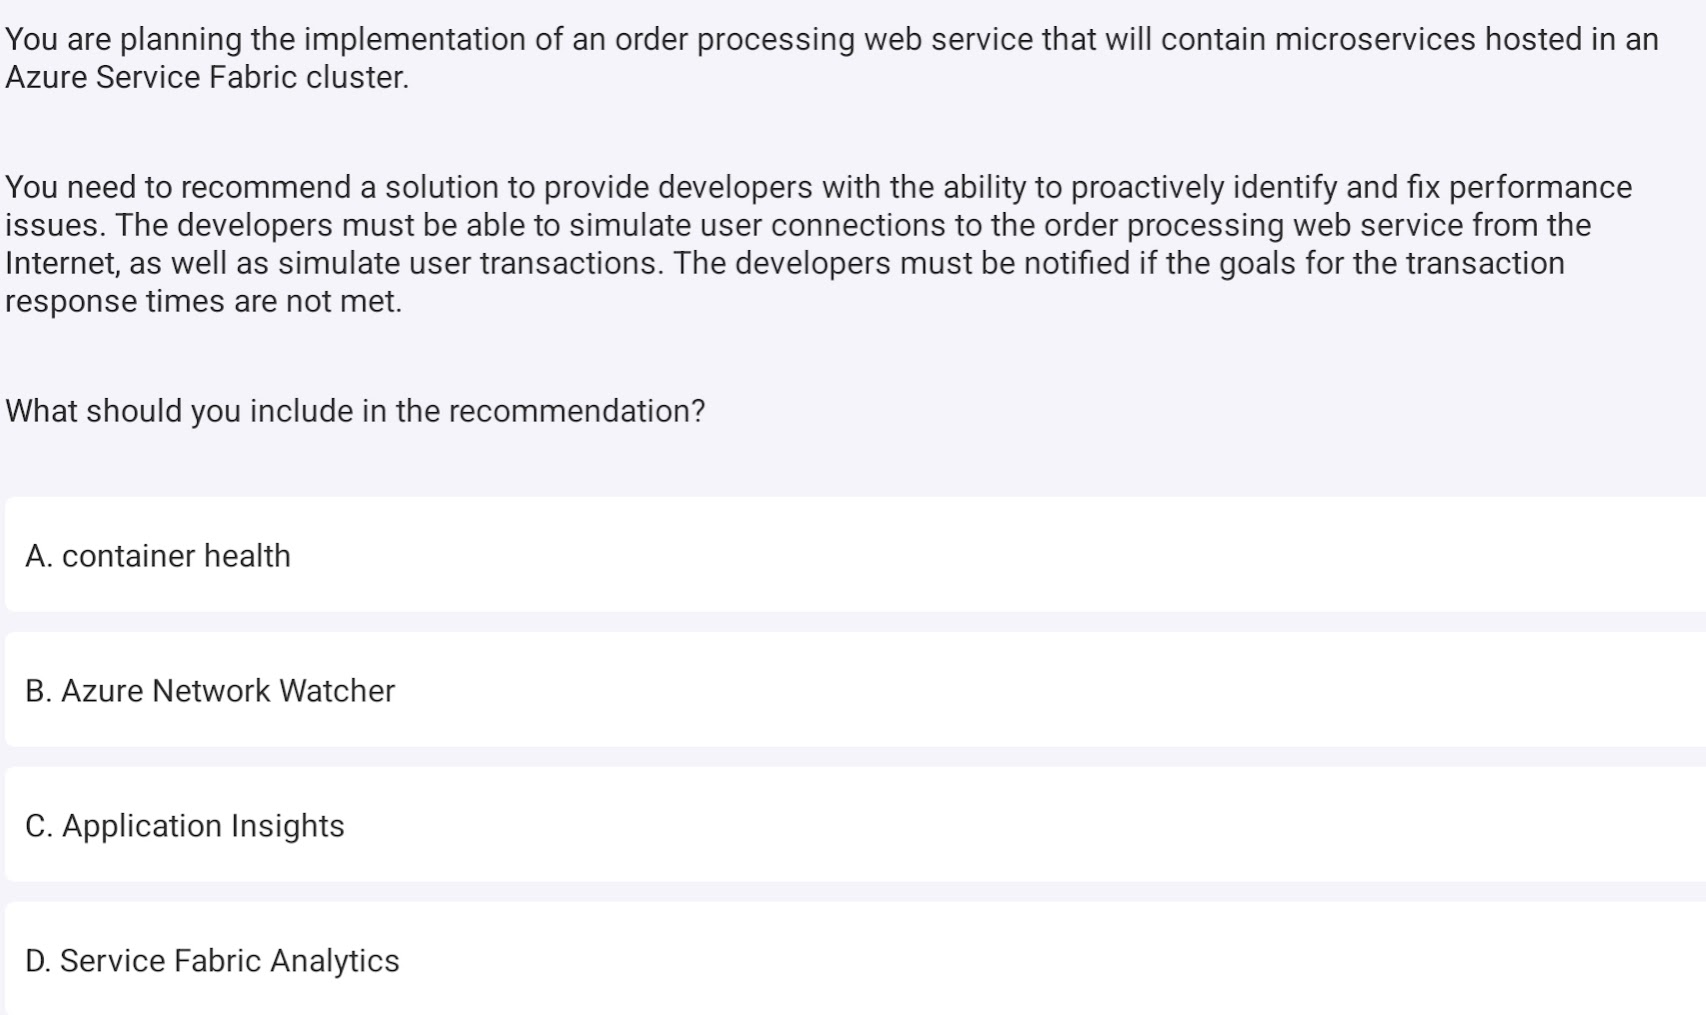 You are planning the implementation of an order processing web service that will contain microservices hosted in an
Azure Service Fabric cluster.
You need to recommend a solution to provide developers with the ability to proactively identify and fix performance
issues. The developers must be able to simulate user connections to the order processing web service from the
Internet, as well as simulate user transactions. The developers must be notified if the goals for the transaction
response times are not met.
What should you include in the recommendation?
A. container health
B. Azure Network Watcher
C. Application Insights
D. Service Fabric Analytics